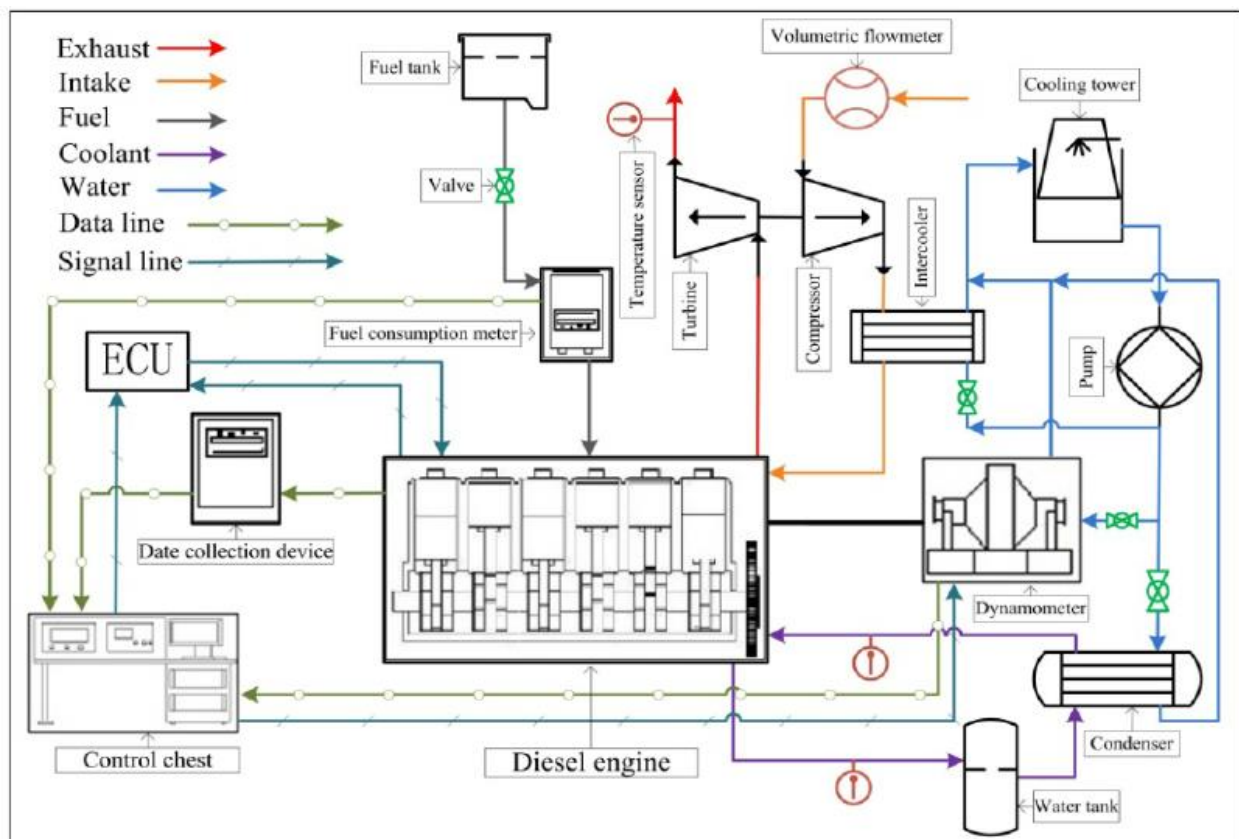 Exhaust
Intake
Fuel
Coolant
Water
Data line
Signal line
Fuel tank
Valve
Fuel consumption meter
Temperature sensor
Turbine
Volumetric flowmeter
Compressor
Intercooler
Cooling tower
Pump
ECU
Date collection device
Dynamometer
Control chest
Diesel engine
Condenser
Water tank